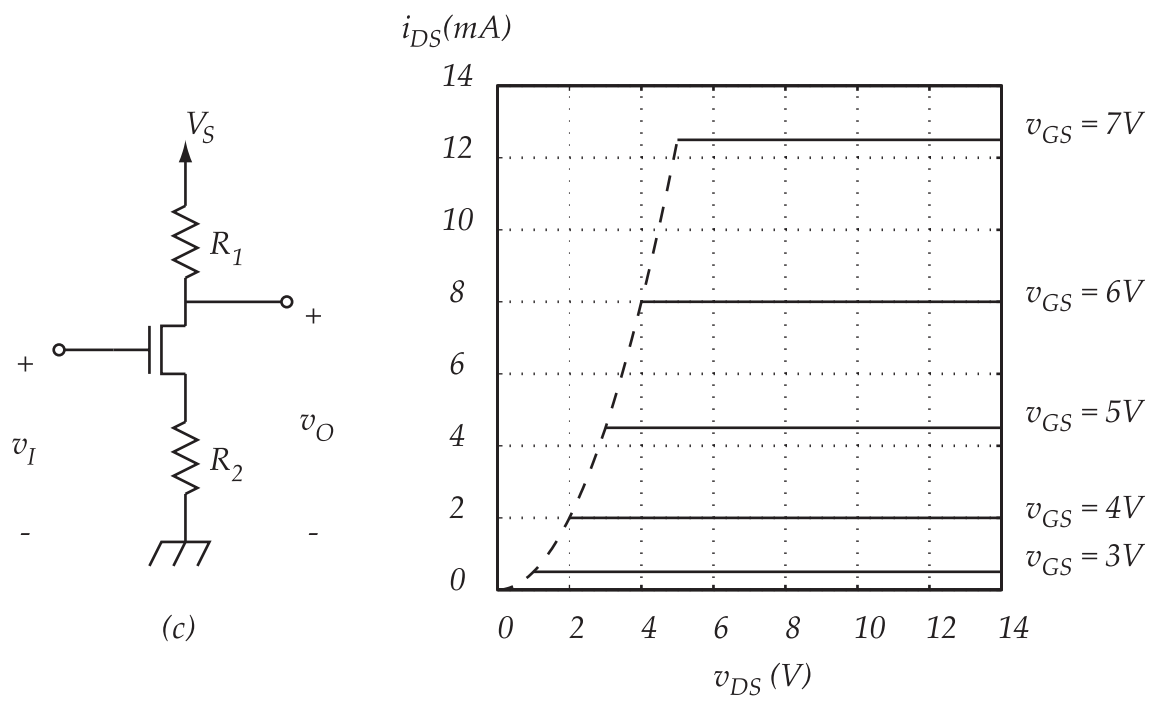 V_S
R_1
+
+
v_O
v_I
R_2
-
-
(c)
i_DS(mA)
14
12
10
8
6
4
2
0
0 2 4 6 8 10 12 14
v_DS (V)
v_GS = 7V
v_GS = 6V
v_GS = 5V
v_GS = 4V
v_GS = 3V